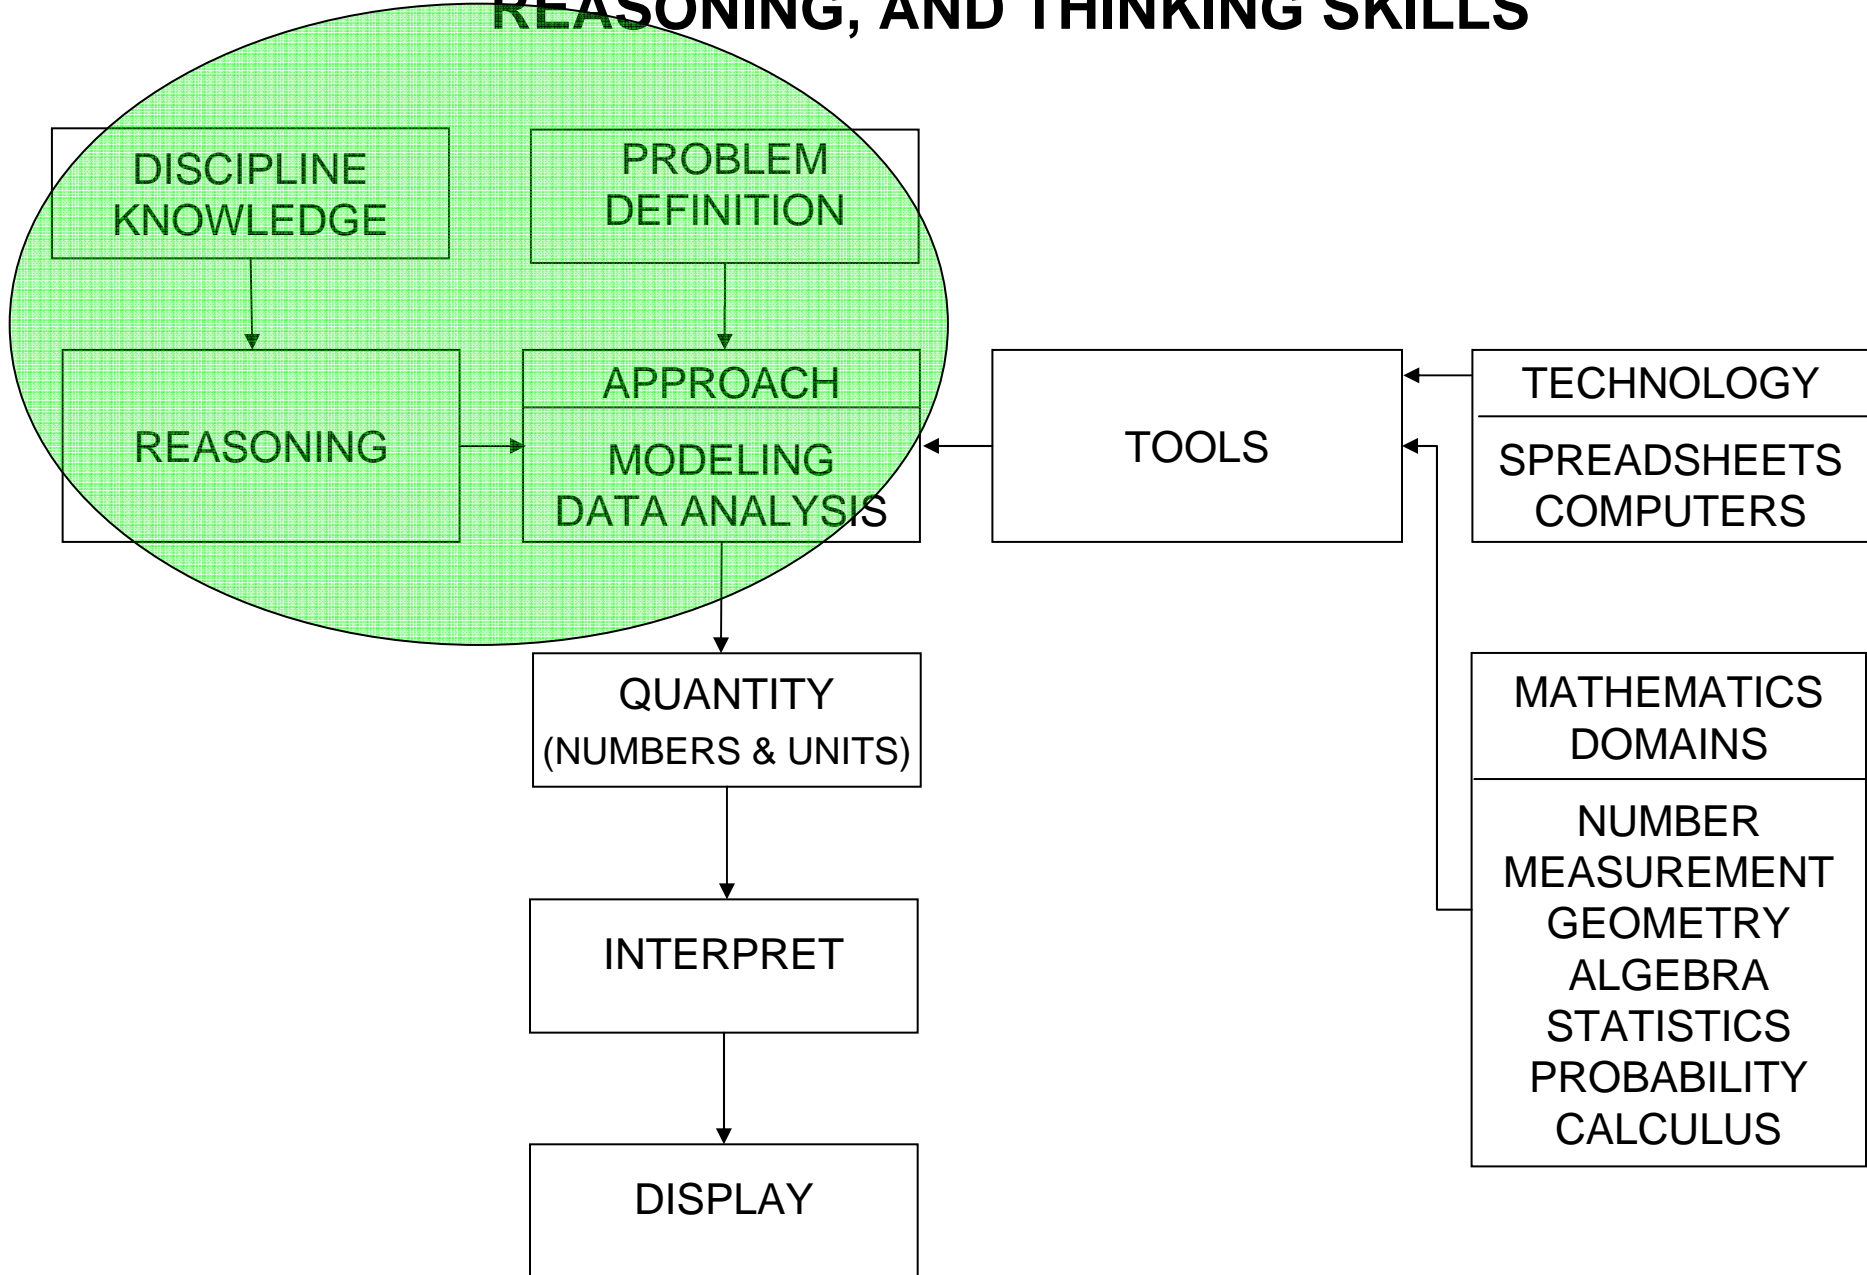 REASONING, AND THINKING SKILLS
DISCIPLINE
KNOWLEDGE
PROBLEM
DEFINITION
REASONING
APPROACH
MODELING
DATA ANALYSIS
TOOLS
TECHNOLOGY
SPREADSHEETS
COMPUTERS
QUANTITY
(NUMBERS & UNITS)
MATHEMATICS
DOMAINS
NUMBER
MEASUREMENT
GEOMETRY
ALGEBRA
STATISTICS
PROBABILITY
CALCULUS
INTERPRET
DISPLAY